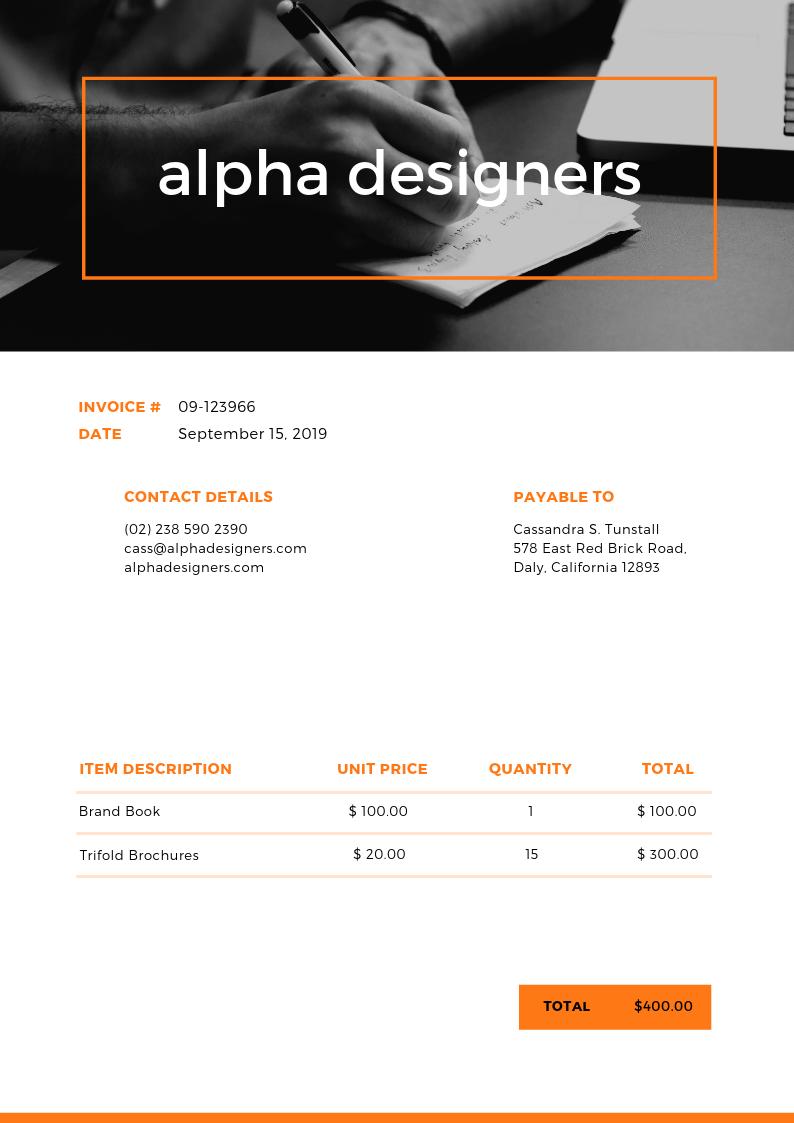 alpha designers
INVOICE # 09-123966
DATE September 15, 2019
CONTACT DETAILS
(02) 238 590 2390
cass@alphadesigners.com
alphadesigners.com
PAYABLE TO
Cassandra S. Tunstall
578 East Red Brick Road,
Daly, California 12893
ITEM DESCRIPTION UNIT PRICE QUANTITY TOTAL
Brand Book $ 100.00 1 $ 100.00
Trifold Brochures $ 20.00 15 $ 300.00
TOTAL $400.00